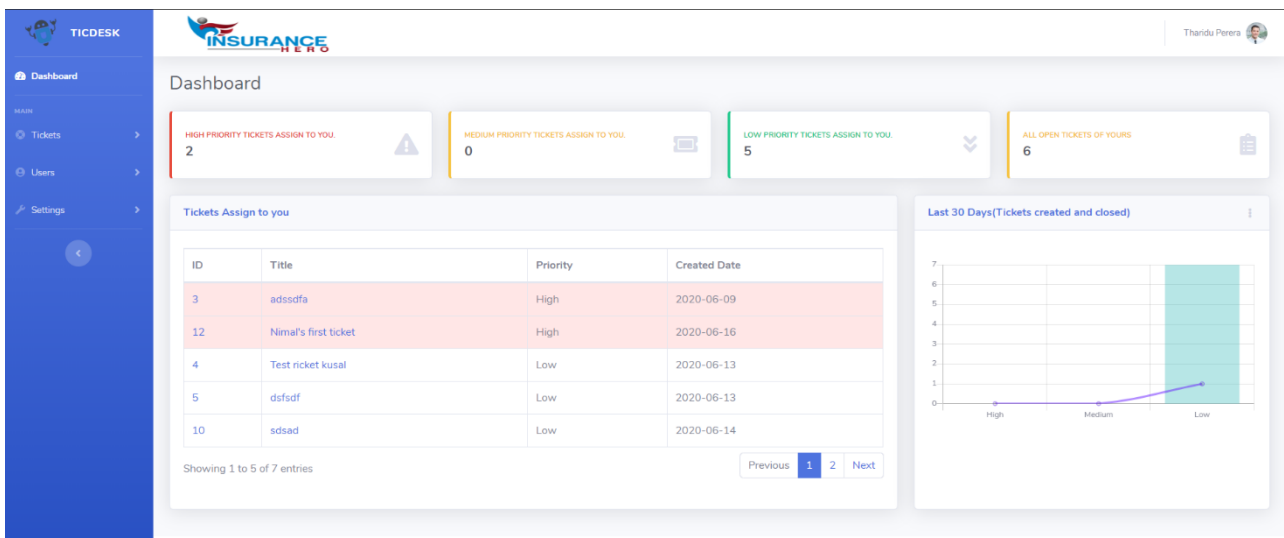 TICDESK
INSURANCE
HERO
Tharidu Perera
Dashboard
MAIN
Tickets
Users
Settings
Dashboard
HIGH PRIORITY TICKETS ASSIGN TO YOU.
2
MEDIUM PRIORITY TICKETS ASSIGN TO YOU.
0
LOW PRIORITY TICKETS ASSIGN TO YOU.
5
ALL OPEN TICKETS OF YOURS
6
Tickets Assign to you
ID Title Priority Created Date
3 adssdfa High 2020-06-09
12 Nimal's first ticket High 2020-06-16
4 Test ricket kusal Low 2020-06-13
5 dsfsdf Low 2020-06-13
10 sdsad Low 2020-06-14
Showing 1 to 5 of 7 entries
Previous 1 2 Next
Last 30 Days(Tickets created and closed)
7
6
5
4
3
2
1
0
High Medium Low